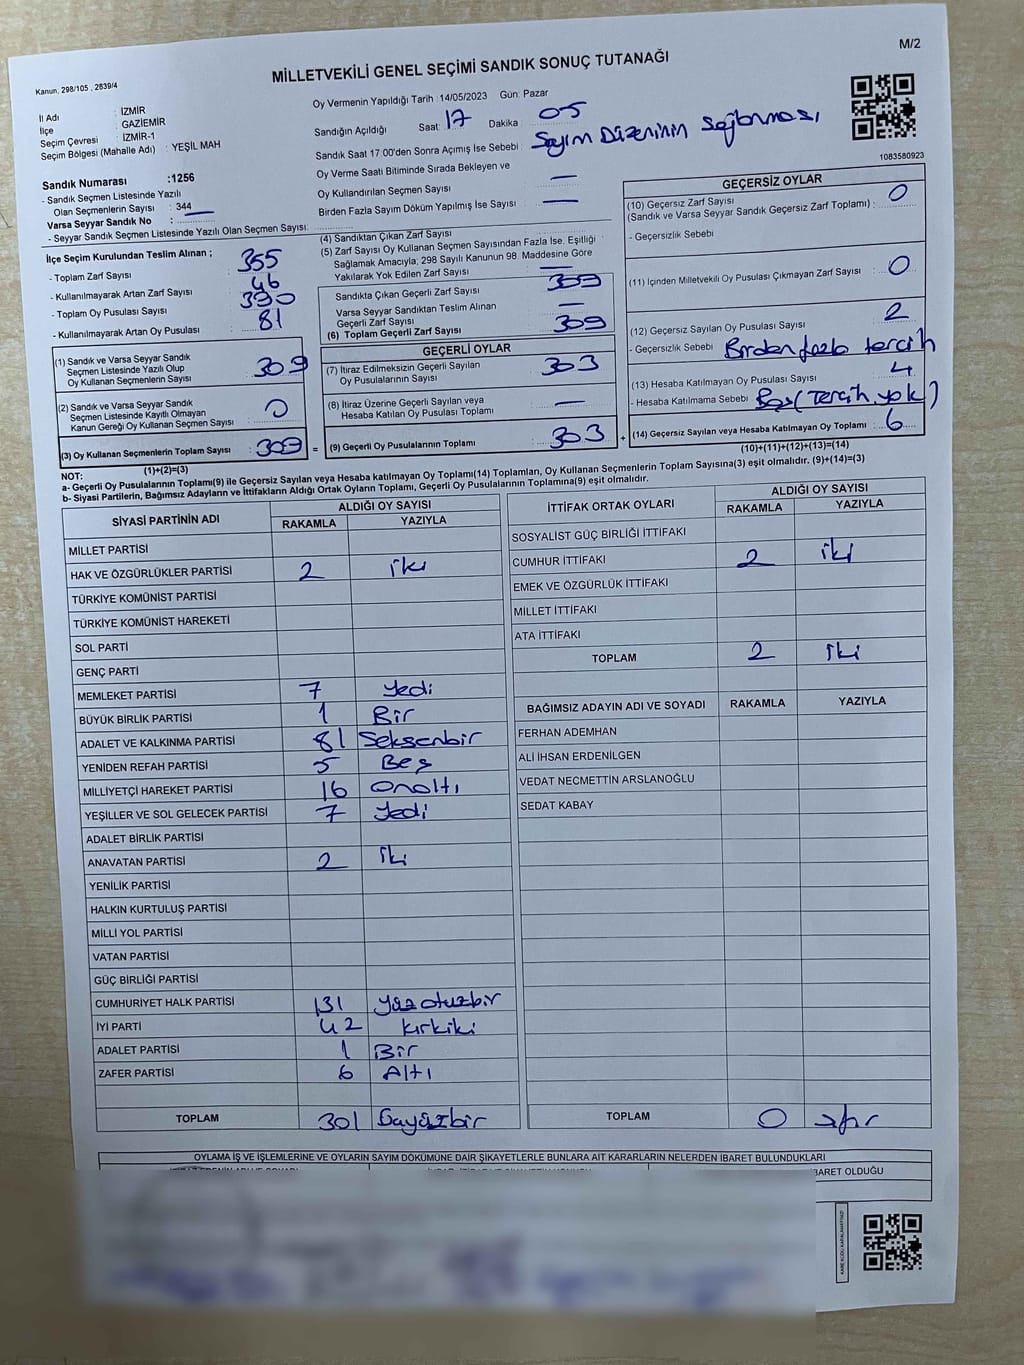 M/2
MİLLETVEKİLİ GENEL SEÇİMİ SANDIK SONUÇ TUTANAĞI
Kanun, 298/105 , 2839/4
İl Adı : İZMİR
İlçe : GAZİEMİR
Seçim Çevresi : İZMİR-1
Seçim Bölgesi (Mahalle Adı) : YEŞİL MAH
Sandık Numarası :1256
- Sandık Seçmen Listesinde Yazılı
Olan Seçmenlerin Sayısı : 344
Varsa Seyyar Sandık No :
- Seyyar Sandık Seçmen Listesinde Yazılı Olan Seçmen Sayısı:
Oy Vermenin Yapıldığı Tarih :14/05/2023 Gün: Pazar
Sandığın Açıldığı Saat: 17 Dakika 05
Sandık Saat 17:00'den Sonra Açımış İse Sebebi : Sayım Düzeninin Sağlanması
Oy Verme Saati Bitiminde Sırada Bekleyen ve
Oy Kullandırılan Seçmen Sayısı —
Birden Fazla Sayım Döküm Yapılmış İse Sayısı —
1083580923
İlçe Seçim Kurulundan Teslim Alınan ;
- Toplam Zarf Sayısı : 355
- Kullanılmayarak Artan Zarf Sayısı : 46
- Toplam Oy Pusulası Sayısı : 390
- Kullanılmayarak Artan Oy Pusulası : 81
(1) Sandık ve Varsa Seyyar Sandık
Seçmen Listesinde Yazılı Olup
Oy Kullanan Seçmenlerin Sayısı : 309
(2) Sandık ve Varsa Seyyar Sandık
Seçmen Listesinde Kayıtlı Olmayan
Kanun Gereği Oy Kullanan Seçmen Sayısı : 0
(3) Oy Kullanan Seçmenlerin Toplam Sayısı : 309 =
(1)+(2)=(3)
(4) Sandıktan Çıkan Zarf Sayısı
(5) Zarf Sayısı Oy Kullanan Seçmen Sayısından Fazla İse, Eşitliği
Sağlamak Amacıyla; 298 Sayılı Kanunun 98. Maddesine Göre
Yakılarak Yok Edilen Zarf Sayısı —
Sandıkta Çıkan Geçerli Zarf Sayısı 309
Varsa Seyyar Sandıktan Teslim Alınan
Geçerli Zarf Sayısı —
(6) Toplam Geçerli Zarf Sayısı 309
GEÇERLİ OYLAR
(7) İtiraz Edilmeksizin Geçerli Sayılan
Oy Pusulalarının Sayısı 303
(8) İtiraz Üzerine Geçerli Sayılan veya
Hesaba Katılan Oy Pusulası Toplamı —
(9) Geçerli Oy Pusulalarının Toplamı 303 +
GEÇERSİZ OYLAR
(10) Geçersiz Zarf Sayısı
(Sandık ve Varsa Seyyar Sandık Geçersiz Zarf Toplamı) : 0
- Geçersizlik Sebebi
(11) İçinden Milletvekili Oy Pusulası Çıkmayan Zarf Sayısı : 0
(12) Geçersiz Sayılan Oy Pusulası Sayısı : 2
- Geçersizlik Sebebi Birden fazla tercih
(13) Hesaba Katılmayan Oy Pusulası Sayısı : 4
- Hesaba Katılmama Sebebi : Boş (Tercih yok)
(14) Geçersiz Sayılan veya Hesaba Katılmayan Oy Toplamı : 6
(10)+(11)+(12)+(13)=(14)
NOT:
a- Geçerli Oy Pusulalarının Toplamı(9) ile Geçersiz Sayılan veya Hesaba katılmayan Oy Toplamı(14) Toplamları, Oy Kullanan Seçmenlerin Toplam Sayısına(3) eşit olmalıdır. (9)+(14)=(3)
b- Siyasi Partilerin, Bağımsız Adayların ve İttifakların Aldığı Ortak Oyların Toplamı, Geçerli Oy Pusulalarının Toplamına(9) eşit olmalıdır.
SİYASİ PARTİNİN ADI ALDIĞI OY SAYISI
RAKAMLA YAZIYLA
MİLLET PARTİSİ
HAK VE ÖZGÜRLÜKLER PARTİSİ 2 iki
TÜRKİYE KOMÜNİST PARTİSİ
TÜRKİYE KOMÜNİST HAREKETİ
SOL PARTİ
GENÇ PARTİ
MEMLEKET PARTİSİ 7 Yedi
BÜYÜK BİRLİK PARTİSİ 1 Bir
ADALET VE KALKINMA PARTİSİ 81 Seksenbir
YENİDEN REFAH PARTİSİ 5 Beş
MİLLİYETÇİ HAREKET PARTİSİ 16 Onaltı
YEŞİLLER VE SOL GELECEK PARTİSİ 7 Yedi
ADALET BİRLİK PARTİSİ
ANAVATAN PARTİSİ 2 İki
YENİLİK PARTİSİ
HALKIN KURTULUŞ PARTİSİ
MİLLİ YOL PARTİSİ
VATAN PARTİSİ
GÜÇ BİRLİĞİ PARTİSİ
CUMHURİYET HALK PARTİSİ 131 Yüzotuzbir
İYİ PARTİ 42 kırkiki
ADALET PARTİSİ 1 Bir
ZAFER PARTİSİ 6 Altı
TOPLAM 301 Üçyüzbir
İTTİFAK ORTAK OYLARI ALDIĞI OY SAYISI
RAKAMLA YAZIYLA
SOSYALİST GÜÇ BİRLİĞİ İTTİFAKI
CUMHUR İTTİFAKI 2 iki
EMEK VE ÖZGÜRLÜK İTTİFAKI
MİLLET İTTİFAKI
ATA İTTİFAKI
TOPLAM 2 iki
BAĞIMSIZ ADAYIN ADI VE SOYADI RAKAMLA YAZIYLA
FERHAN ADEMHAN
ALİ İHSAN ERDENİLGEN
VEDAT NECMETTİN ARSLANOĞLU
SEDAT KABAY
TOPLAM 0 sıfır
OYLAMA İŞ VE İŞLEMLERİNE VE OYLARIN SAYIM DÖKÜMÜNE DAİR ŞİKAYETLERLE BUNLARA AİT KARARLARIN NELERDEN İBARET BULUNDUKLARI
İBARET OLDUĞU